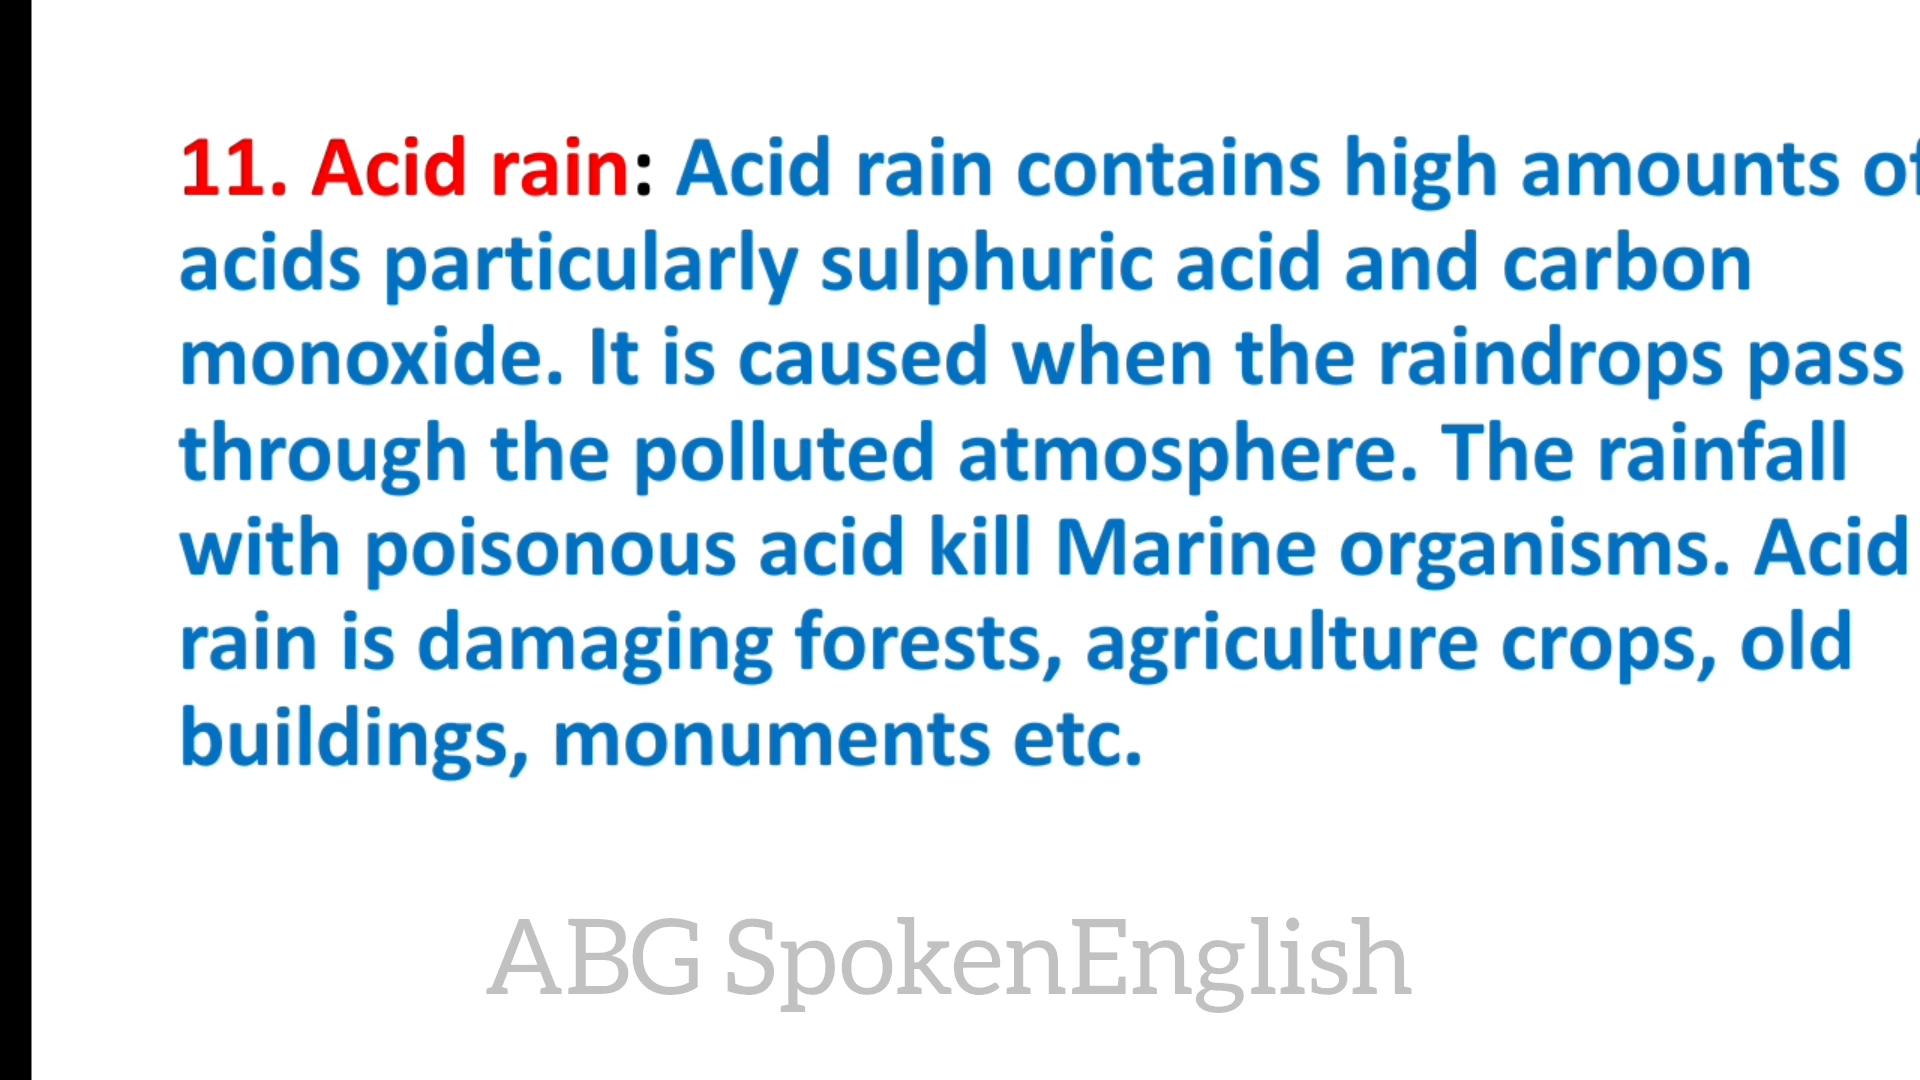 11. Acid rain: Acid rain contains high amounts of
acids particularly sulphuric acid and carbon
monoxide. It is caused when the raindrops pass
through the polluted atmosphere. The rainfall
with poisonous acid kill Marine organisms. Acid
rain is damaging forests, agriculture crops, old
buildings, monuments etc.
ABG SpokenEnglish